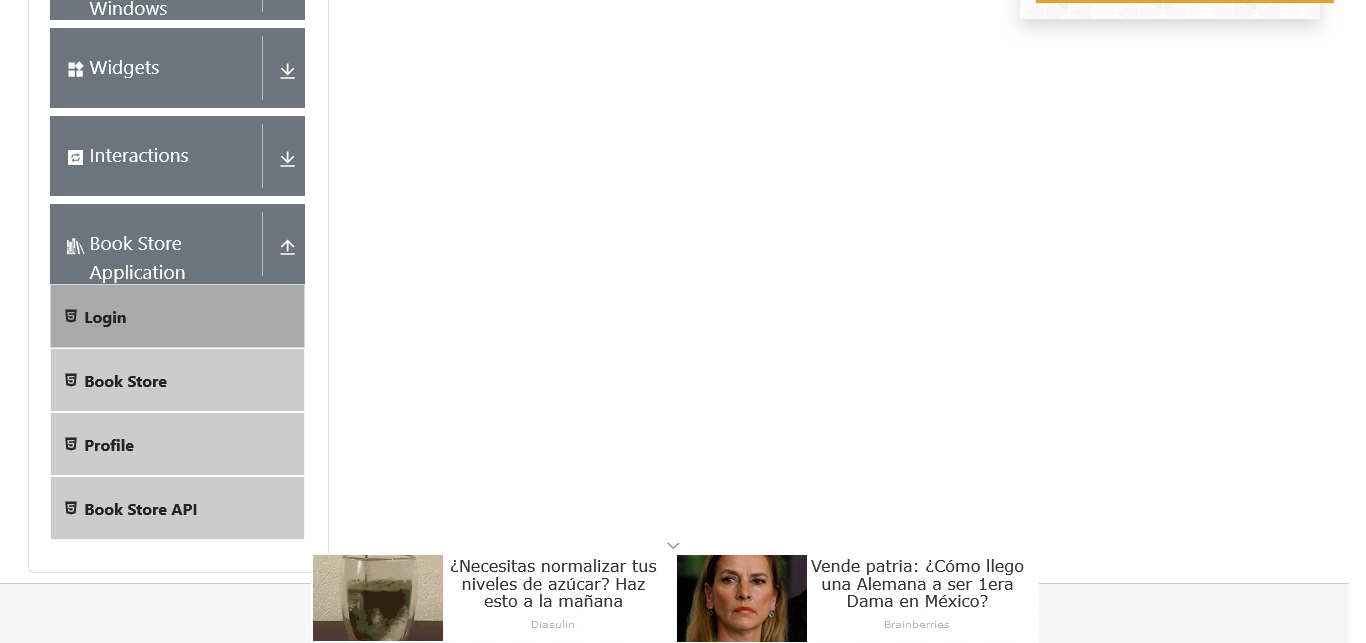 Windows
Widgets
Interactions
Book Store
Application
Login
Book Store
Profile
Book Store API
¿Necesitas normalizar tus
niveles de azúcar? Haz
esto a la mañana
Diasulin
Vende patria: ¿Cómo llego
una Alemana a ser 1era
Dama en México?
Brainberries